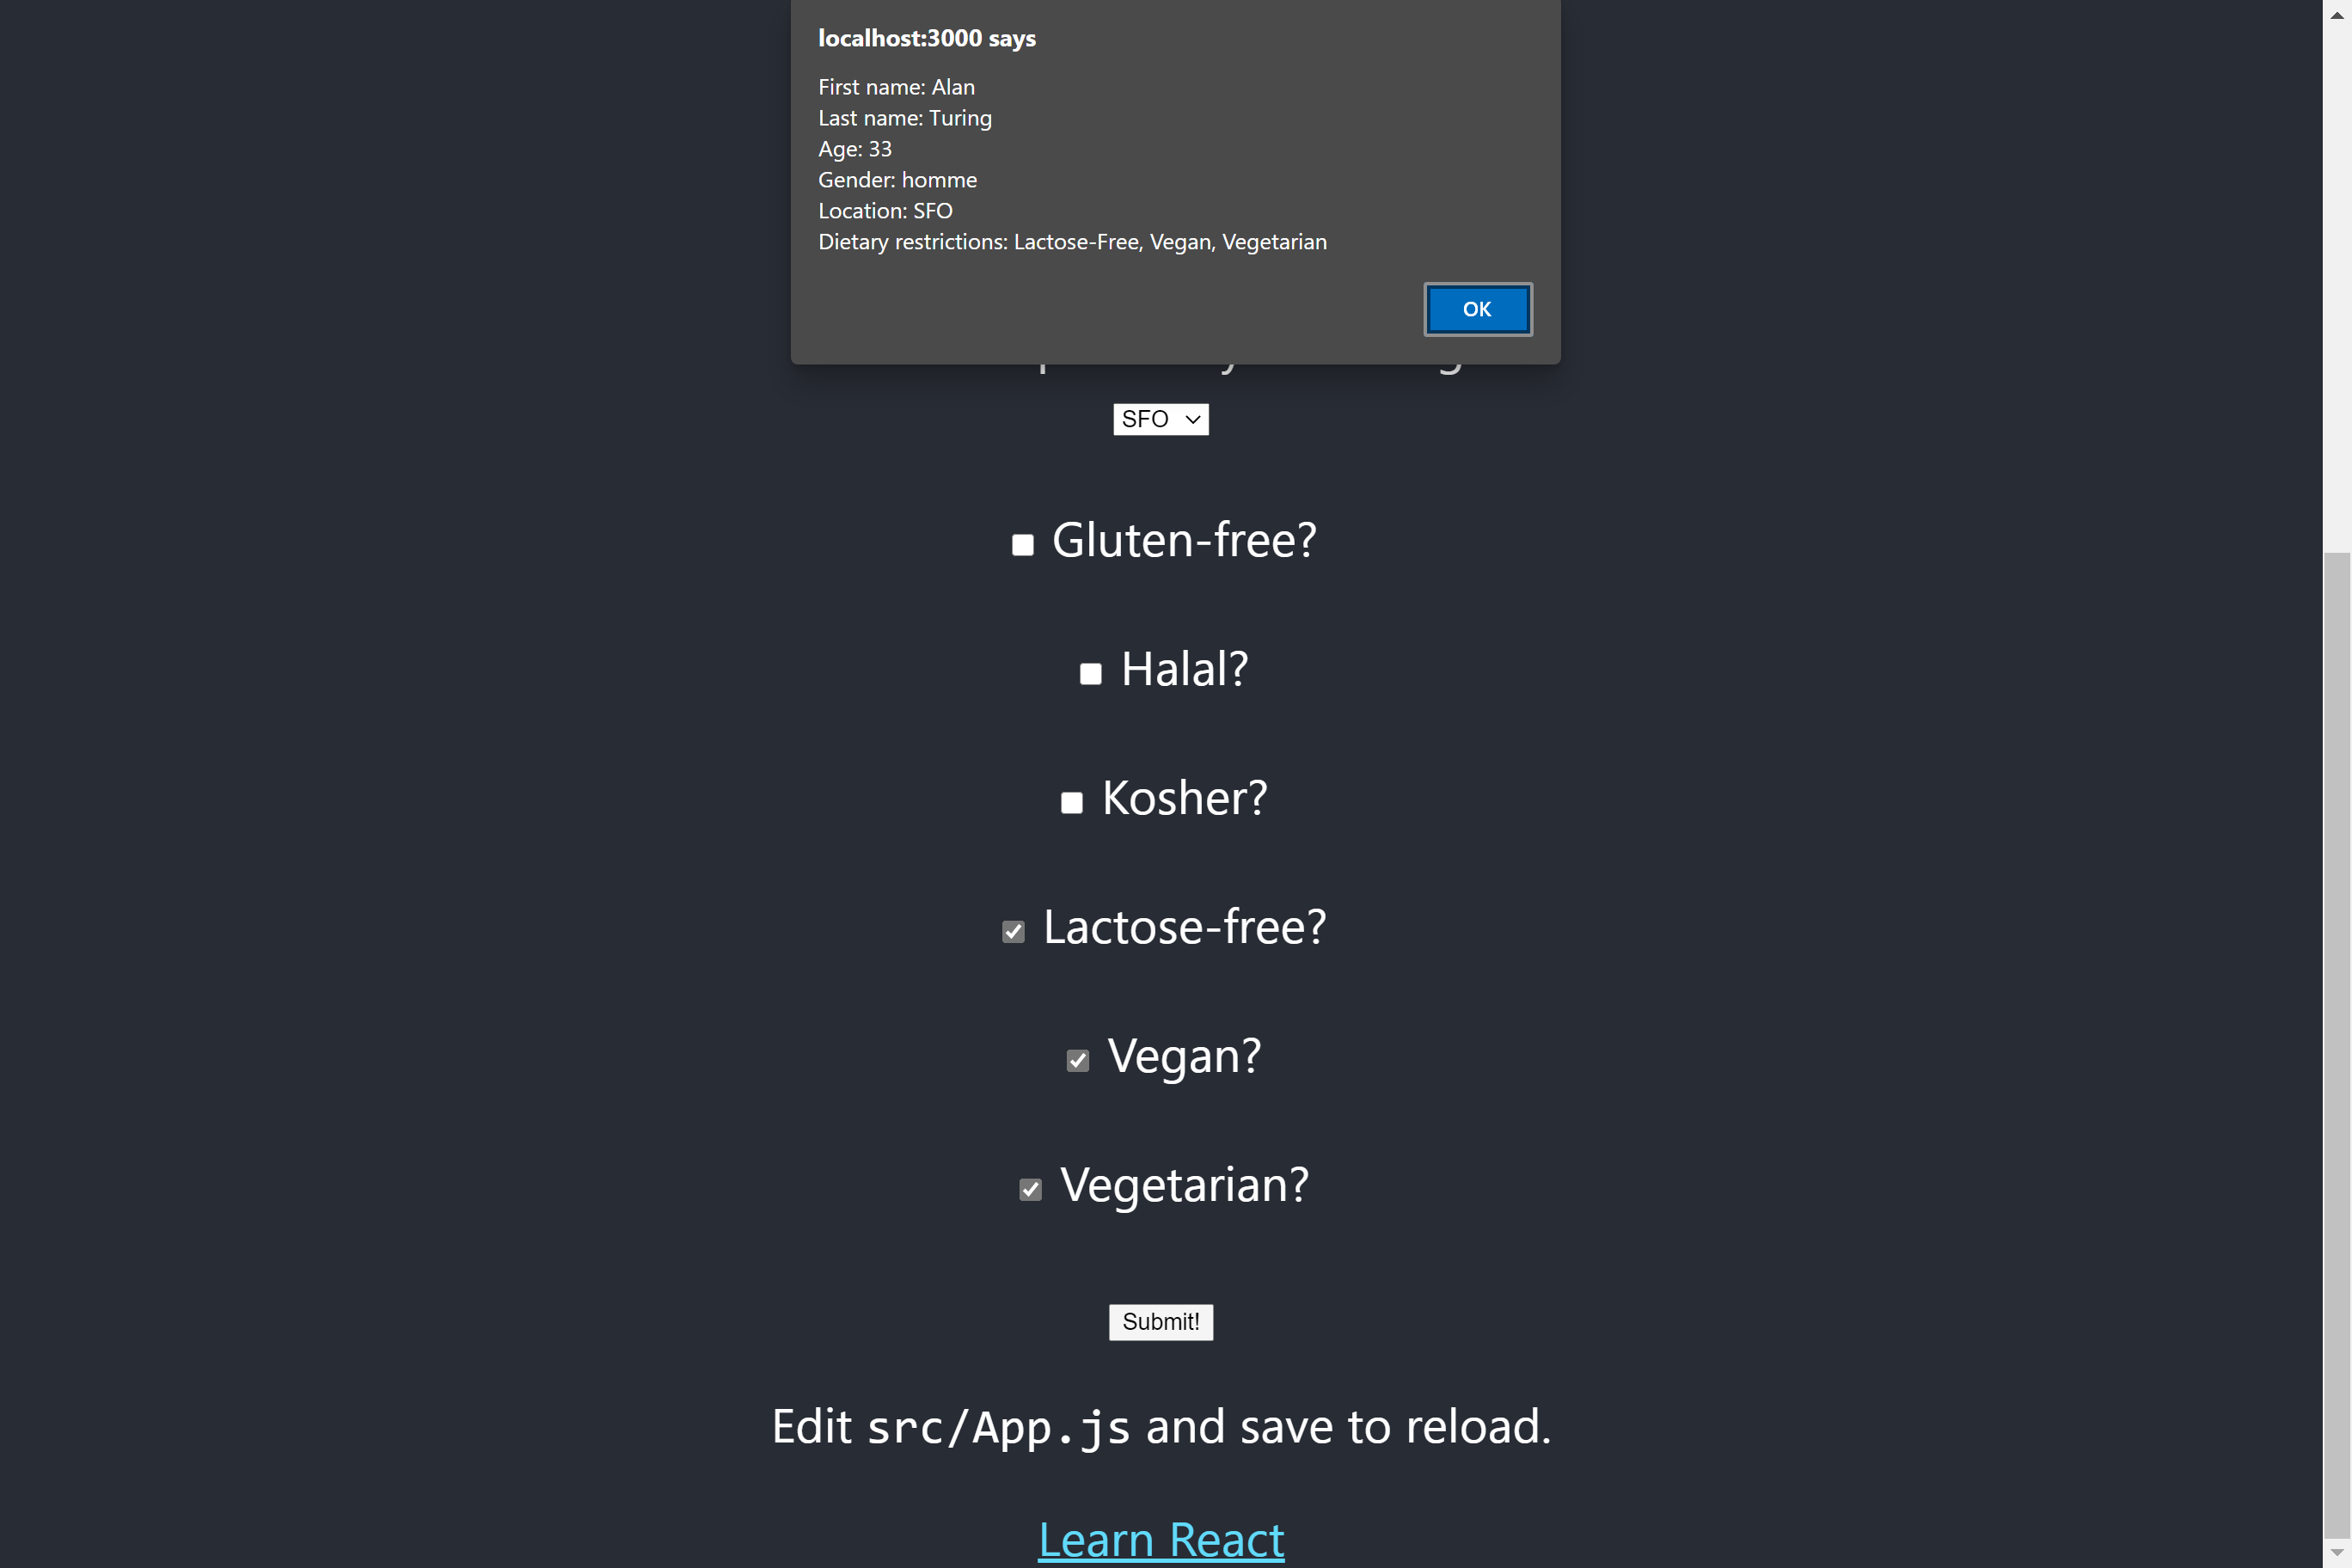 localhost:3000 says
First name: Alan
Last name: Turing
Age: 33
Gender: homme
Location: SFO
Dietary restrictions: Lactose-Free, Vegan, Vegetarian
OK
SFO
Gluten-free?
Halal?
Kosher?
Lactose-free?
Vegan?
Vegetarian?
Submit!
Edit src/App.js and save to reload.
Learn React